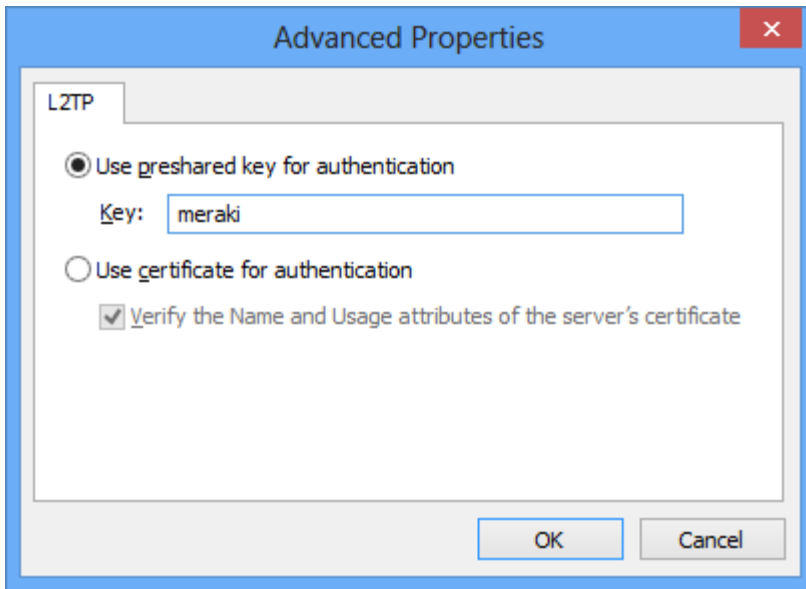 Advanced Properties
L2TP
Use preshared key for authentication
Key: meraki
Use certificate for authentication
Verify the Name and Usage attributes of the server's certificate
OK Cancel